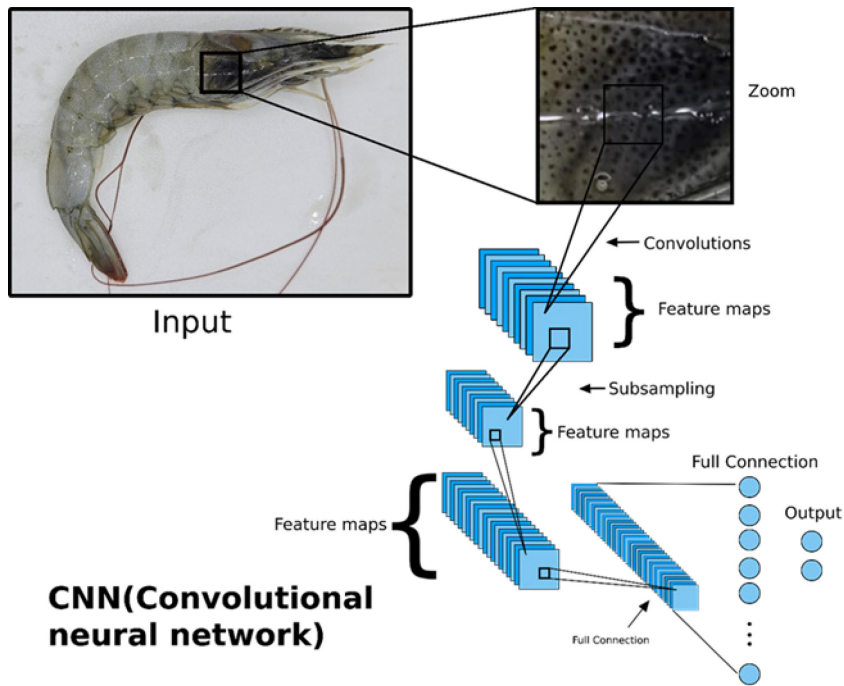 Zoom
Convolutions
Input
Feature maps
Subsampling
Feature maps
Full Connection
Output
Feature maps
CNN(Convolutional
neural network)
Full Connection